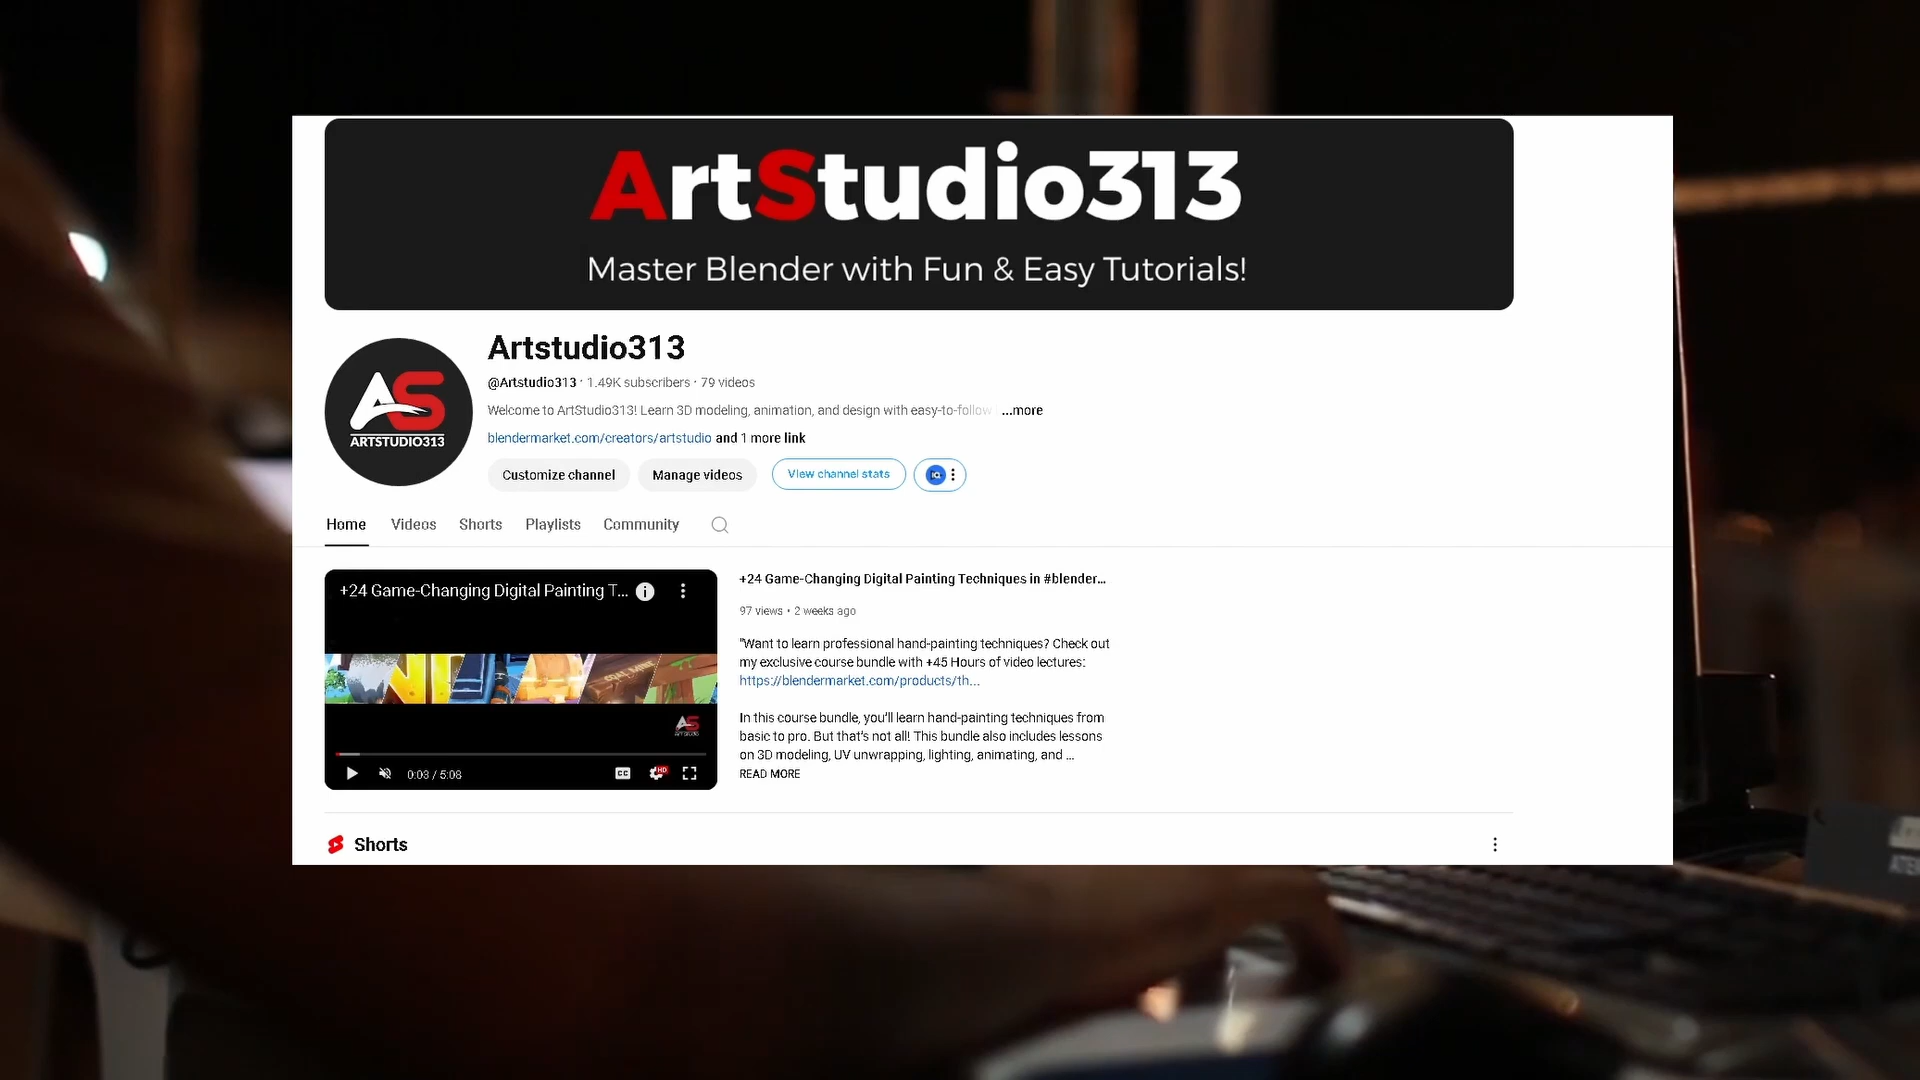 ArtStudio313
Master Blender with Fun & Easy Tutorials!
AS
ARTSTUDIO313
Artstudio313
@Artstudio313 · 1.49K subscribers · 79 videos
Welcome to ArtStudio313! Learn 3D modeling, animation, and design with easy-to-follow ...more
blendermarket.com/creators/artstudio and 1 more link
Customize channel Manage videos View channel stats
Home Videos Shorts Playlists Community
+24 Game-Changing Digital Painting T...
0:03 / 5:08
CC HD
+24 Game-Changing Digital Painting Techniques in #blender...
97 views • 2 weeks ago
"Want to learn professional hand-painting techniques? Check out
my exclusive course bundle with +45 Hours of video lectures:
https://blendermarket.com/products/th...
In this course bundle, you'll learn hand-painting techniques from
basic to pro. But that's not all! This bundle also includes lessons
on 3D modeling, UV unwrapping, lighting, animating, and ...
READ MORE
Shorts